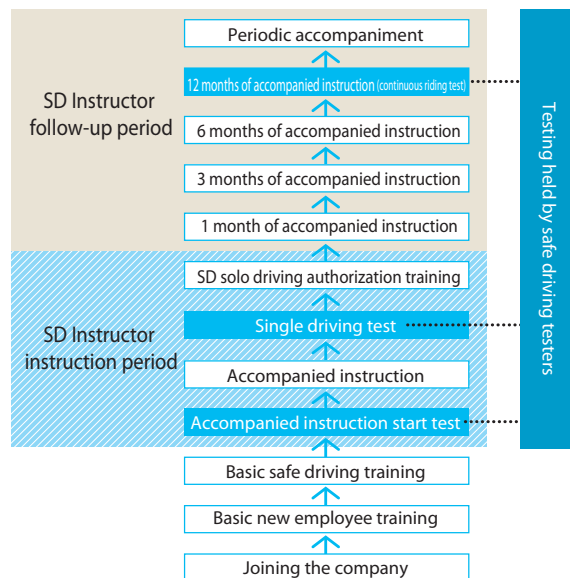 Periodic accompaniment
12 months of accompanied instruction (continuous riding test)
SD Instructor
follow-up period
6 months of accompanied instruction
3 months of accompanied instruction
1 month of accompanied instruction
SD solo driving authorization training
Single driving test
SD Instructor
instruction period
Accompanied instruction
Accompanied instruction start test
Basic safe driving training
Basic new employee training
Joining the company
Testing held by safe driving testers